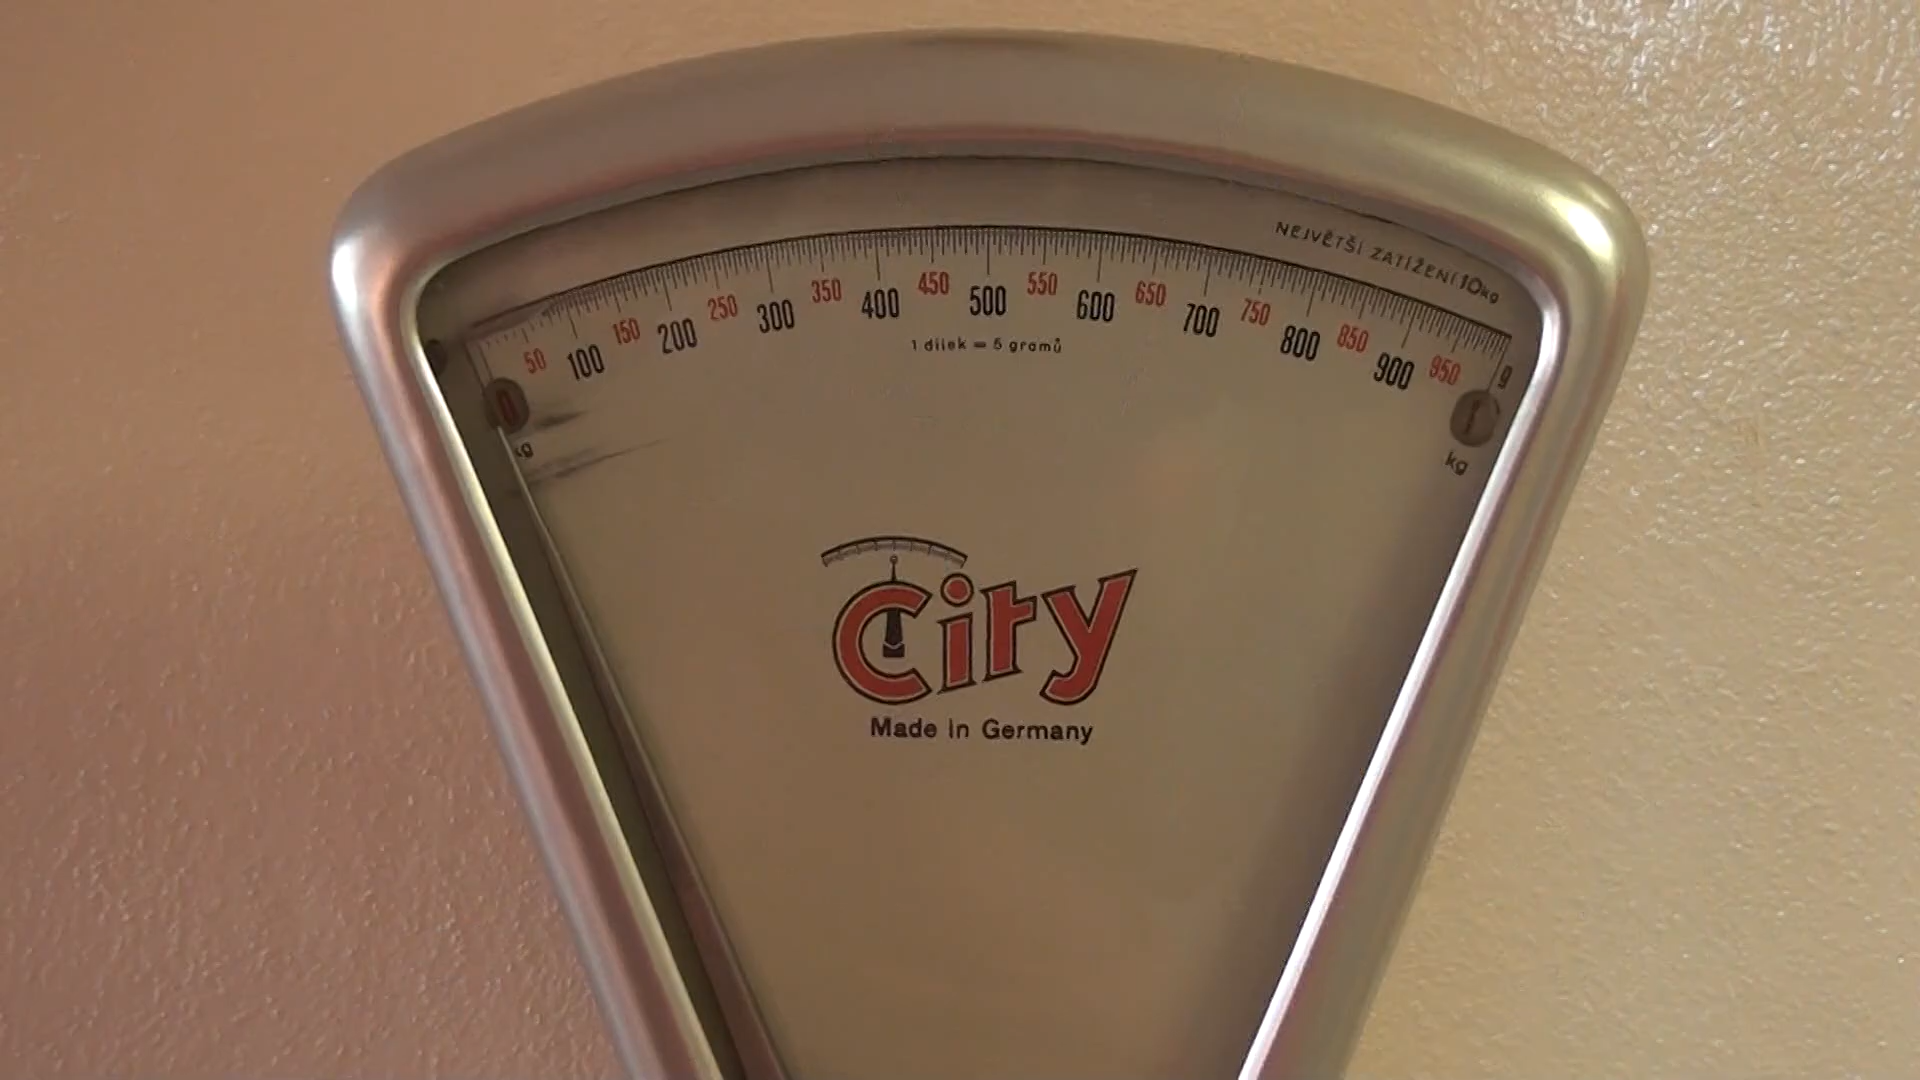 NEJVĚTŠÍ ZATÍŽENÍ 10kg
50 100 150 200 250 300 350 400 450 500 550 600 650 700 750 800 850 900 950 g
1 dílek = 5 gramů
0 1
kg kg
City
Made in Germany